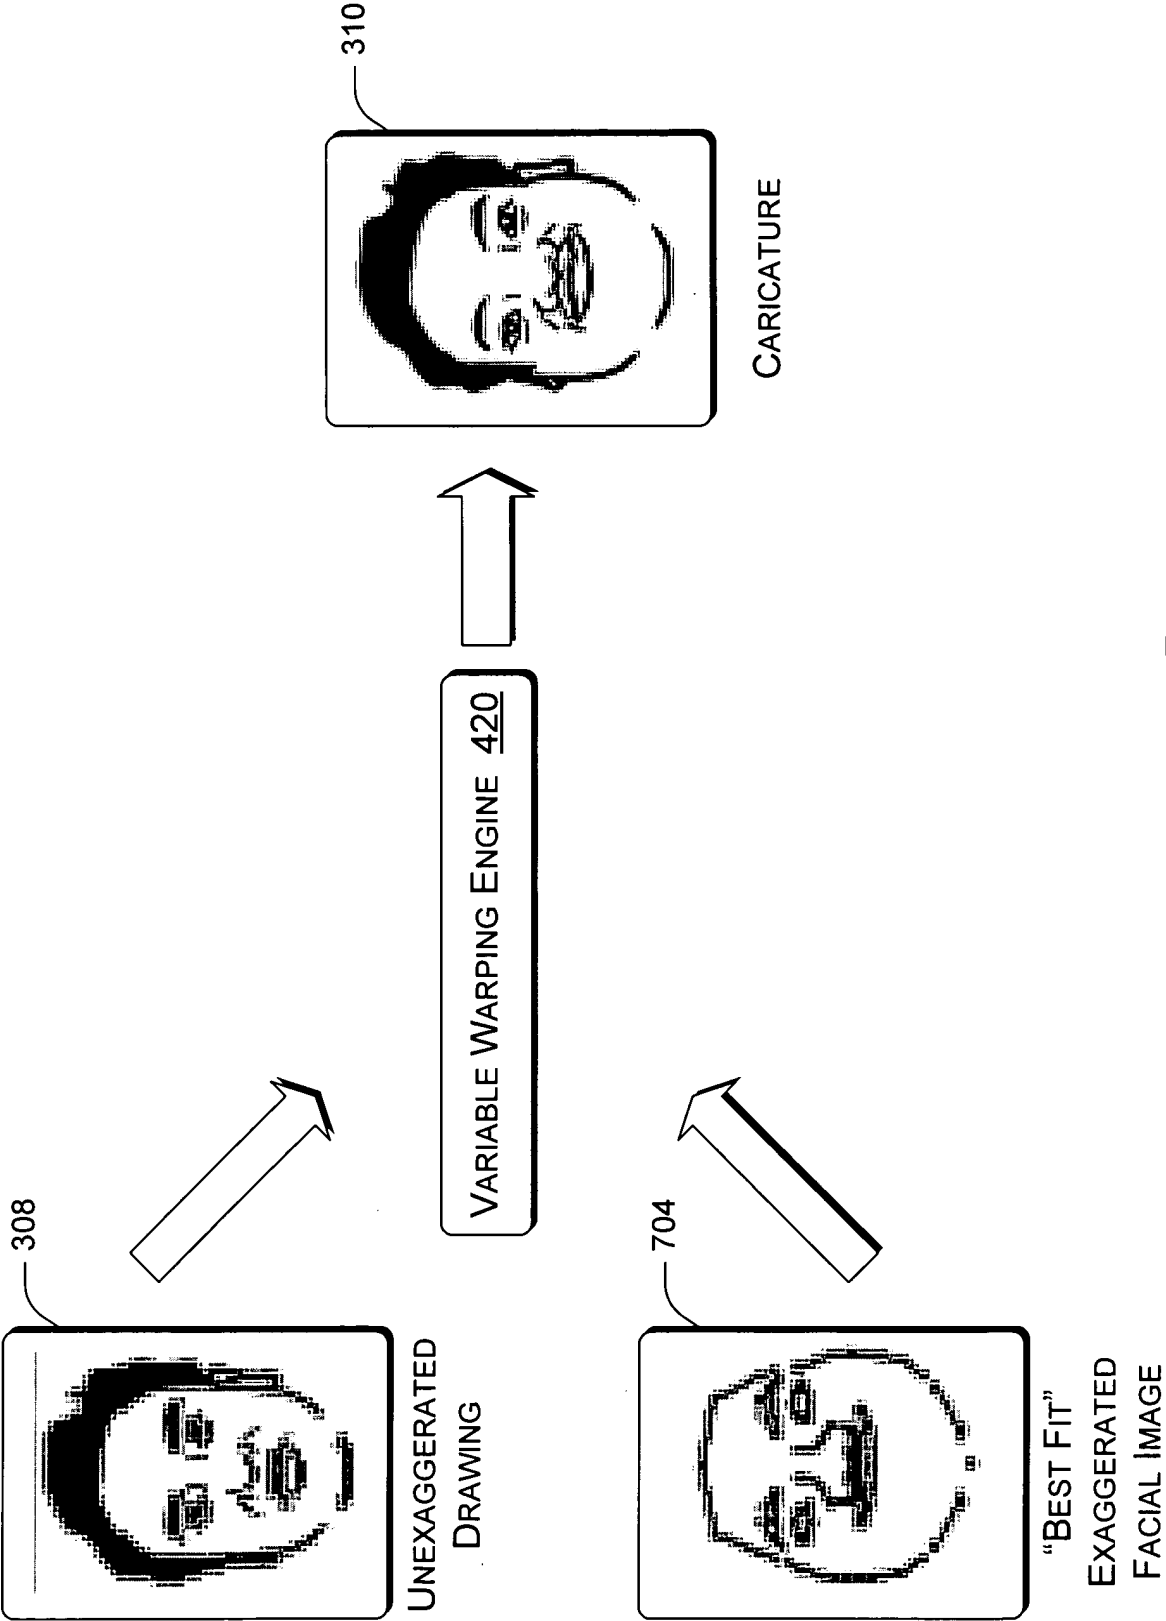 308
UNEXAGGERATED
DRAWING
704
“BEST FIT”
EXAGGERATED
FACIAL IMAGE
VARIABLE WARPING ENGINE 420
310
CARICATURE